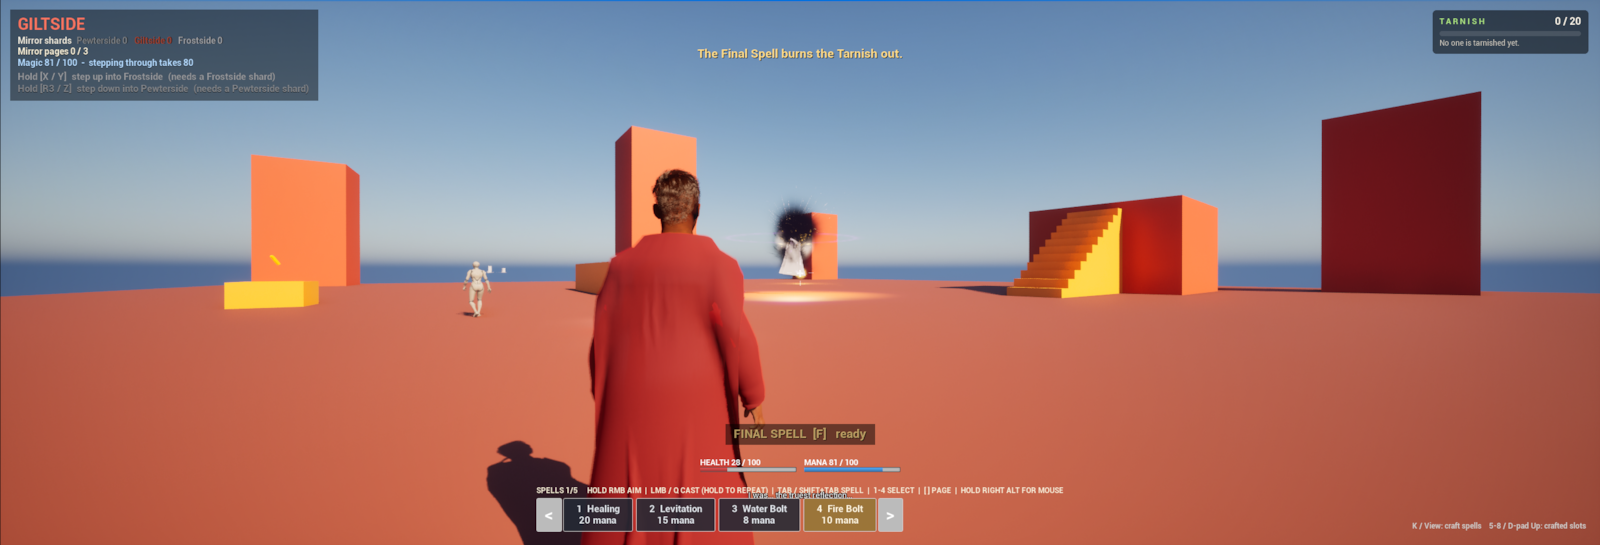 GILTSIDE
Mirror shards Pewterside 0 Giltside 0 Frostside 0
Mirror pages 0 / 3
Magic 81 / 100 - stepping through takes 80
Hold [X / Y] step up into Frostside (needs a Frostside shard)
Hold [R3 / Z] step down into Pewterside (needs a Pewterside shard)
The Final Spell burns the Tarnish out.
TARNISH 0 / 20
No one is tarnished yet.
FINAL SPELL [F] ready
HEALTH 28 / 100 MANA 81 / 100
SPELLS 1/5 HOLD RMB AIM | LMB / Q CAST (HOLD TO REPEAT) | TAB / SHIFT+TAB SPELL | 1-4 SELECT | [ ] PAGE | HOLD RIGHT ALT FOR MOUSE
the truest reflection
< 1 Healing 2 Levitation 3 Water Bolt 4 Fire Bolt >
20 mana 15 mana 8 mana 10 mana
K / View: craft spells 5-8 / D-pad Up: crafted slots